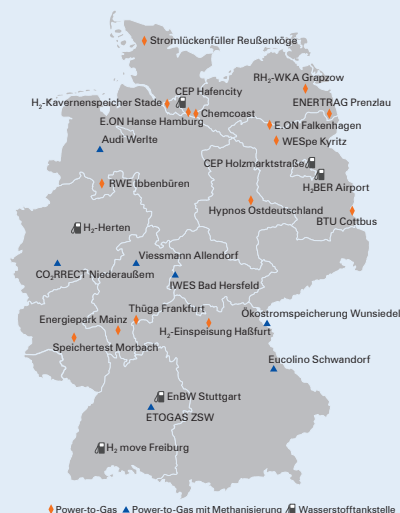 Stromlückenfüller Reußenköge
RH₂-WKA Grapzow
CEP Hafencity
H₂-Kavernenspeicher Stade
ENERTRAG Prenzlau
Chemcoast
E.ON Hanse Hamburg
E.ON Falkenhagen
Audi Werlte
WESpe Kyritz
CEP Holzmarktstraße
RWE Ibbenbüren
H₂BER Airport
Hypnos Ostdeutschland
BTU Cottbus
H₂-Herten
Viessmann Allendorf
CO₂RRECT Niederaußem
IWES Bad Hersfeld
Thüga Frankfurt
Ökostromspeicherung Wunsiedel
Energiepark Mainz
H₂-Einspeisung Haßfurt
Speichertest Morbach
Eucolino Schwandorf
EnBW Stuttgart
ETOGAS ZSW
H₂ move Freiburg
Power-to-Gas Power-to-Gas mit Methanisierung Wasserstofftankstelle